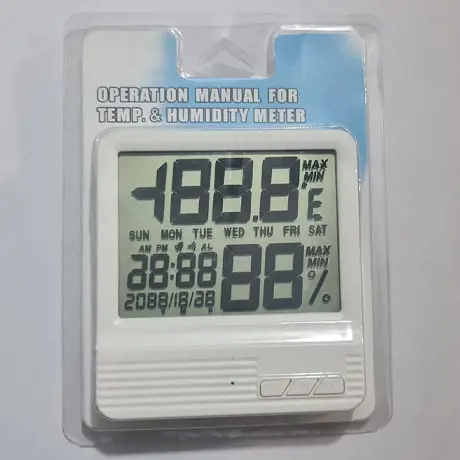 OPERATION MANUAL FOR
TEMP. & HUMIDITY METER
-188.8 MAX MIN E
SUN MON TUE WED THU FRI SAT
AM PM AL
28:88
2088/18/38
88 MAX MIN %